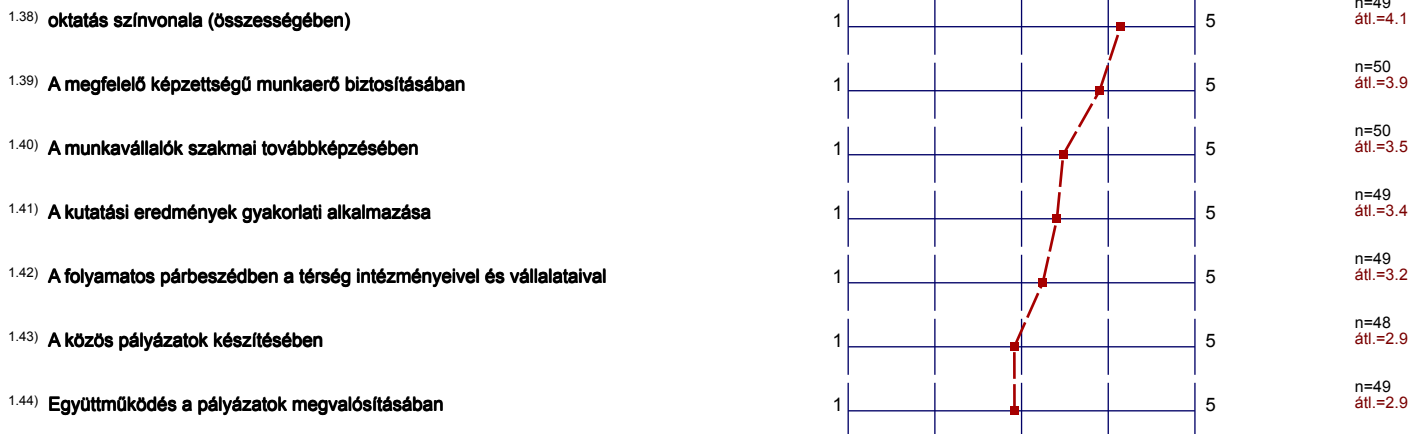 1.38) oktatás színvonala (összességében) 1 5 n=49
átl.=4.1
1.39) A megfelelő képzettségű munkaerő biztosításában 1 5 n=50
átl.=3.9
1.40) A munkavállalók szakmai továbbképzésében 1 5 n=50
átl.=3.5
1.41) A kutatási eredmények gyakorlati alkalmazása 1 5 n=49
átl.=3.4
1.42) A folyamatos párbeszédben a térség intézményeivel és vállalataival 1 5 n=49
átl.=3.2
1.43) A közös pályázatok készítésében 1 5 n=48
átl.=2.9
1.44) Együttműködés a pályázatok megvalósításában 1 5 n=49
átl.=2.9